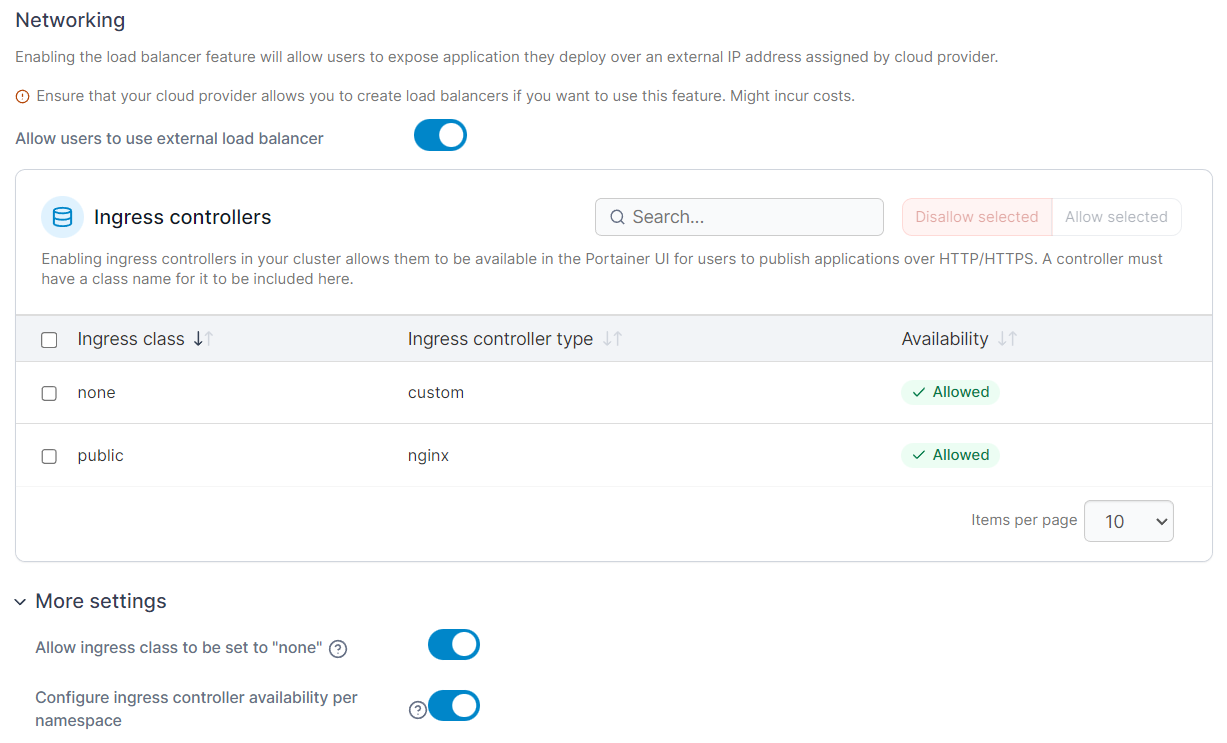 Networking
Enabling the load balancer feature will allow users to expose application they deploy over an external IP address assigned by cloud provider.
Ensure that your cloud provider allows you to create load balancers if you want to use this feature. Might incur costs.
Allow users to use external load balancer
Ingress controllers
Search...
Disallow selected
Allow selected
Enabling ingress controllers in your cluster allows them to be available in the Portainer UI for users to publish applications over HTTP/HTTPS. A controller must
have a class name for it to be included here.
Ingress class
Ingress controller type
Availability
none
custom
Allowed
public
nginx
Allowed
Items per page
10
More settings
Allow ingress class to be set to "none"
Configure ingress controller availability per
namespace